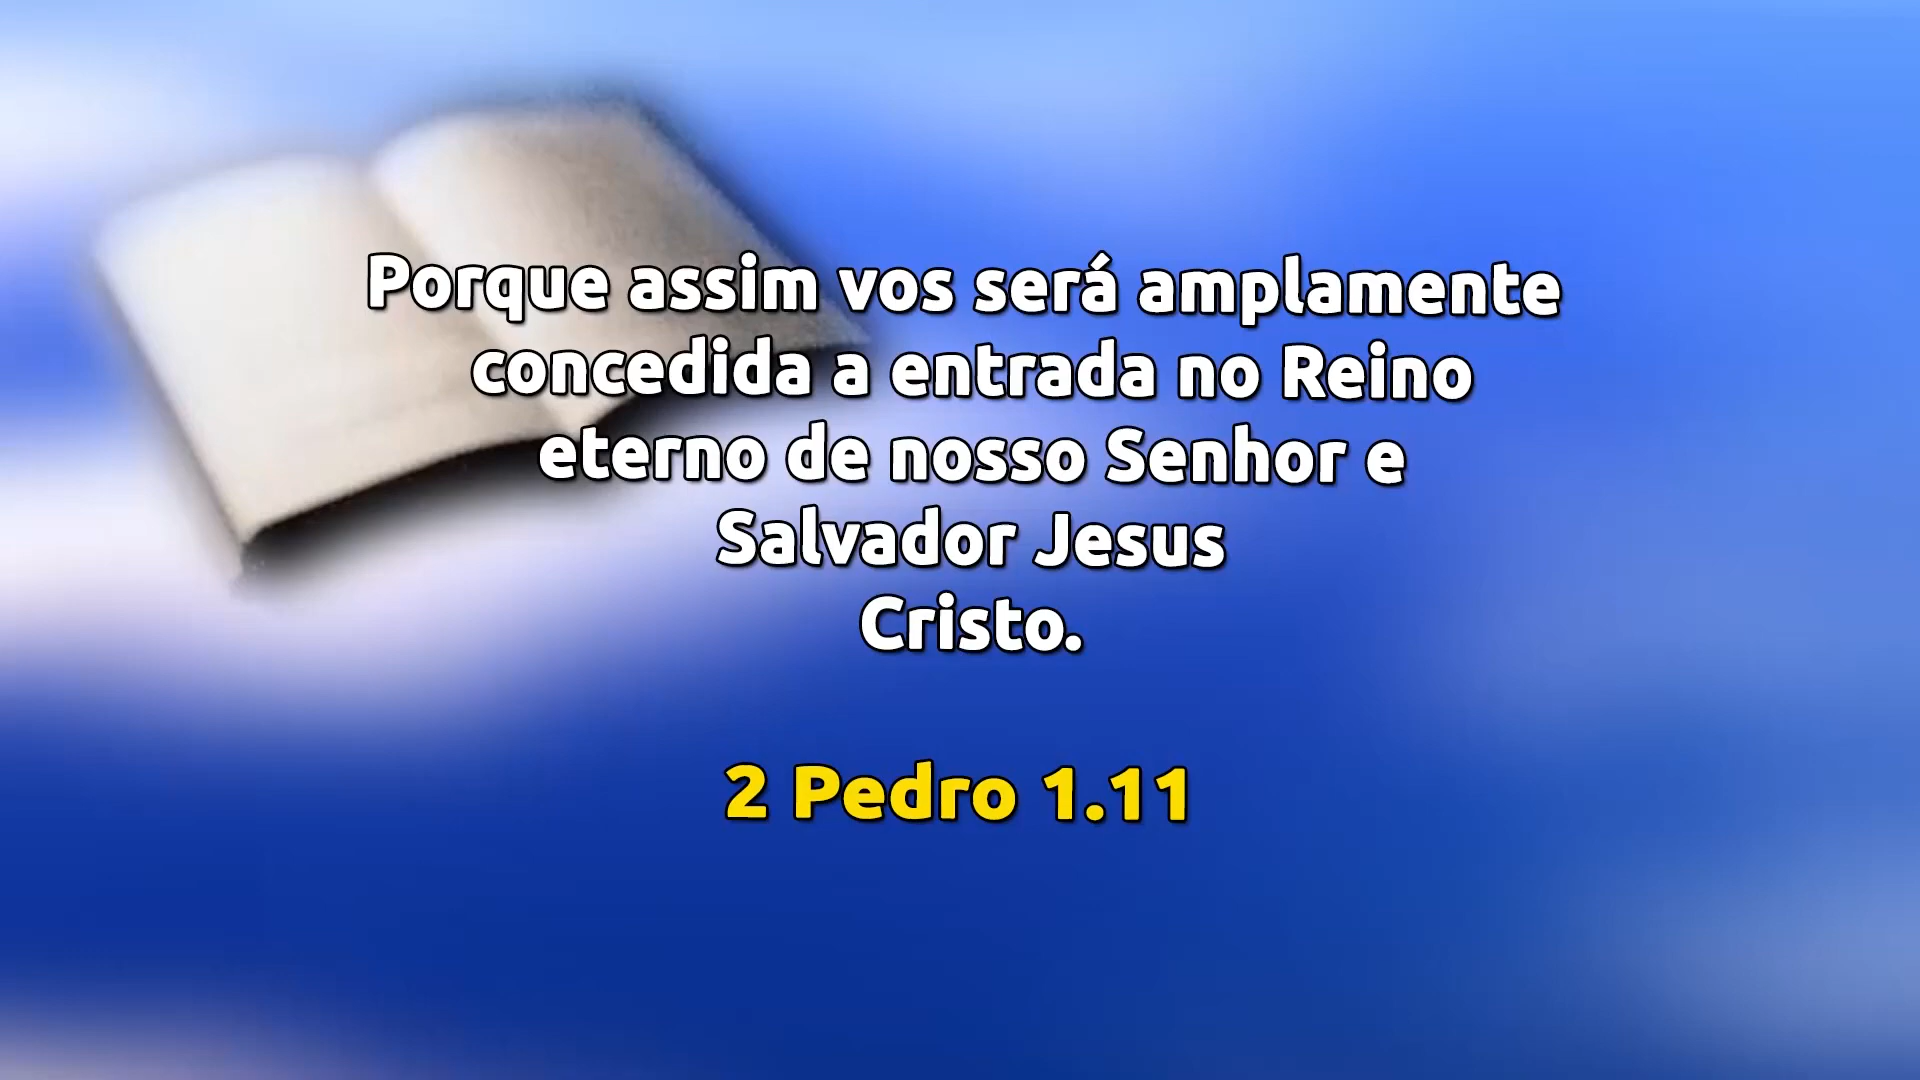 Porque assim vos será amplamente
concedida a entrada no Reino
eterno de nosso Senhor e
Salvador Jesus
Cristo.
2 Pedro 1.11